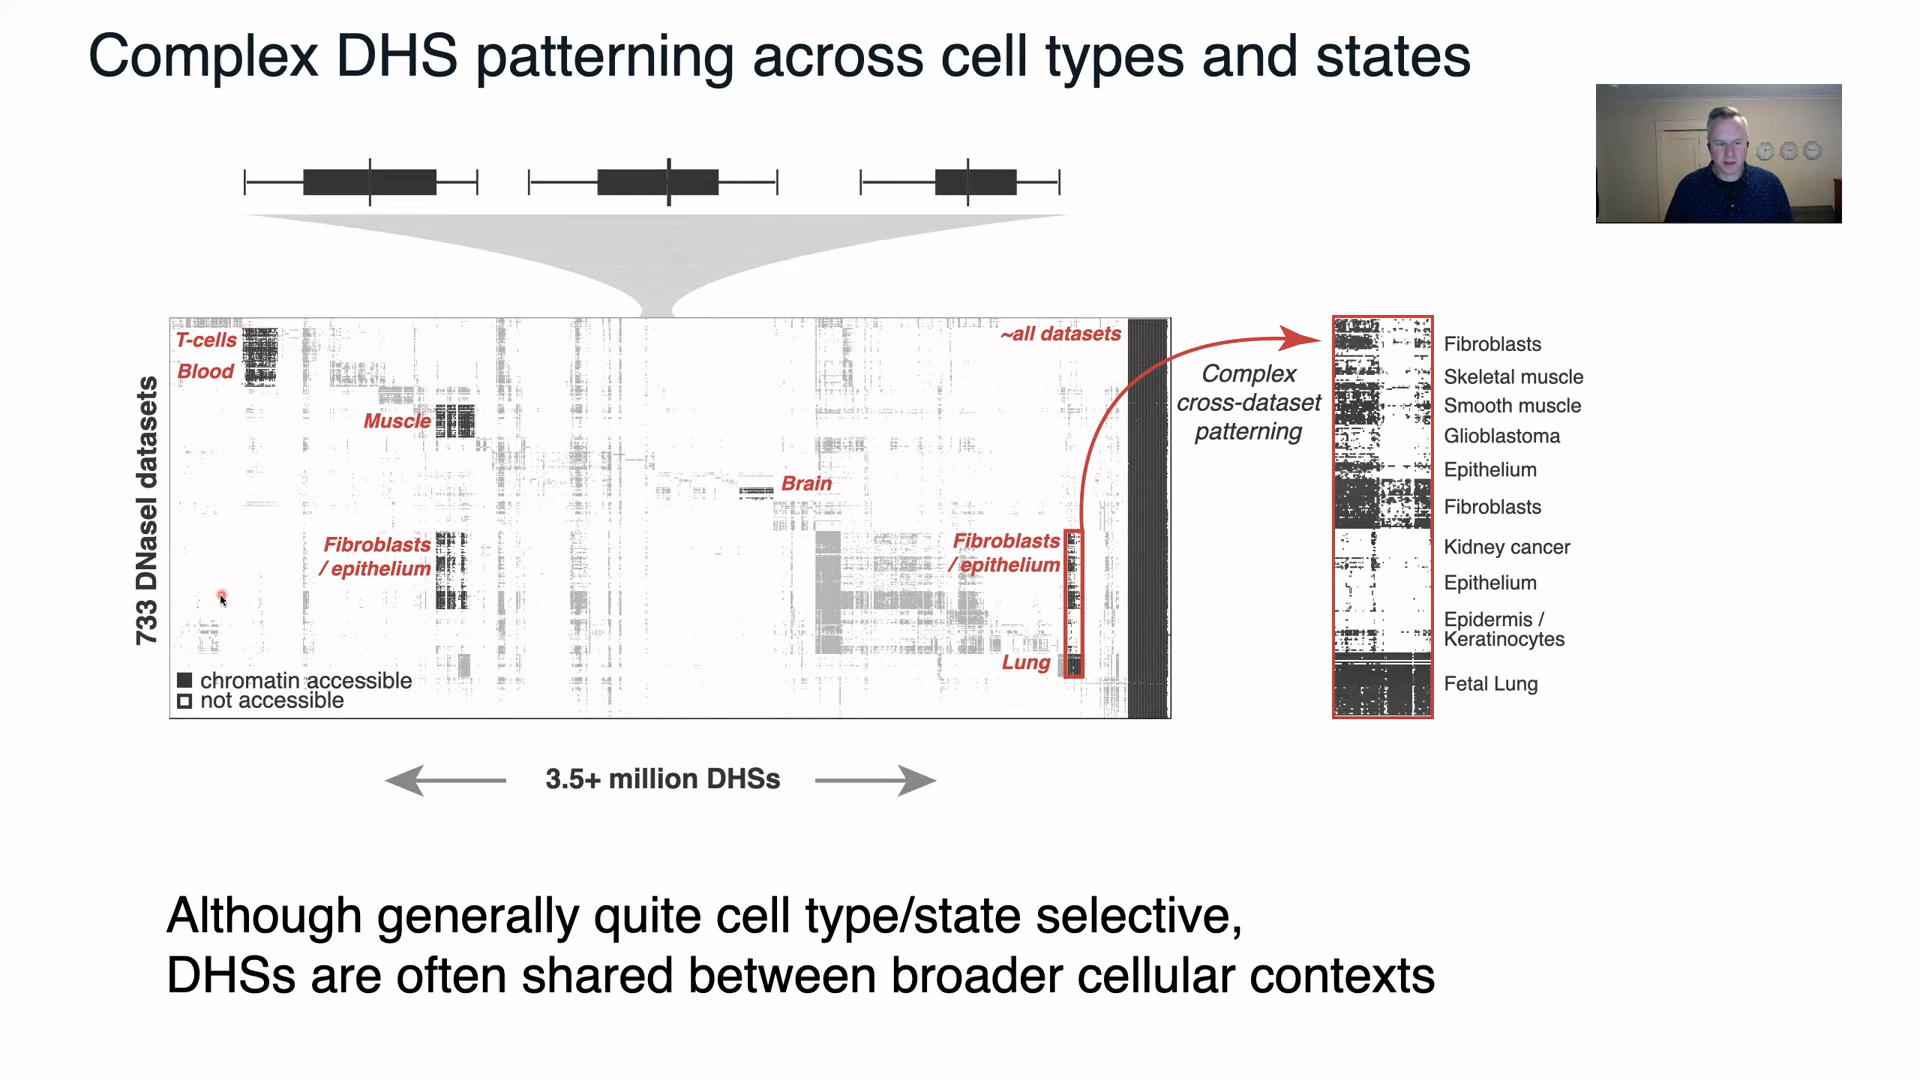 Complex DHS patterning across cell types and states
733 DNaseI datasets
T-cells
Blood
Muscle
Brain
Fibroblasts
/ epithelium
Fibroblasts
/ epithelium
Lung
~all datasets
chromatin accessible
not accessible
3.5+ million DHSs
Complex
cross-dataset
patterning
Fibroblasts
Skeletal muscle
Smooth muscle
Glioblastoma
Epithelium
Fibroblasts
Kidney cancer
Epithelium
Epidermis /
Keratinocytes
Fetal Lung
Although generally quite cell type/state selective,
DHSs are often shared between broader cellular contexts